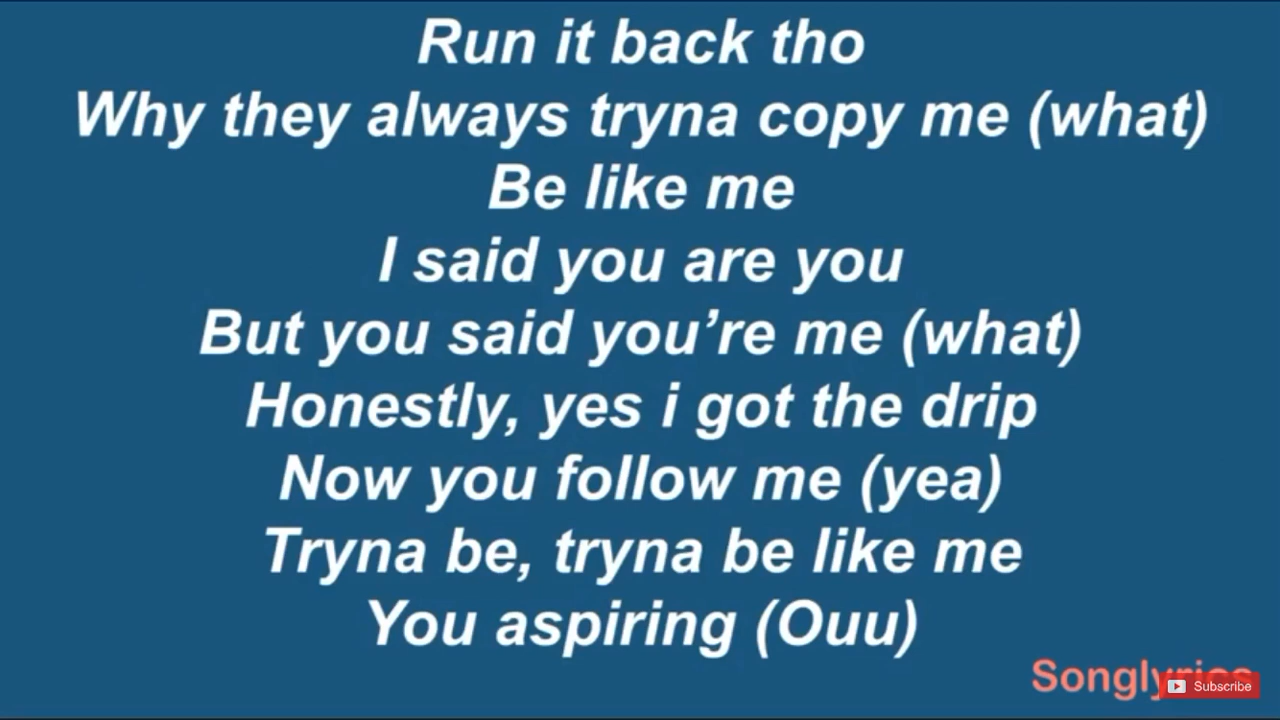 Run it back tho
Why they always tryna copy me (what)
Be like me
I said you are you
But you said you’re me (what)
Honestly, yes i got the drip
Now you follow me (yea)
Tryna be, tryna be like me
You aspiring (Ouu)
Songlyrics
Subscribe